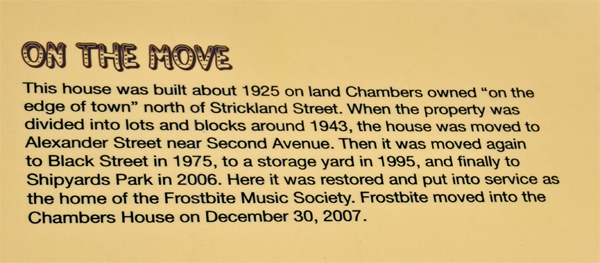 ON THE MOVE
This house was built about 1925 on land Chambers owned “on the
edge of town” north of Strickland Street. When the property was
divided into lots and blocks around 1943, the house was moved to
Alexander Street near Second Avenue. Then it was moved again
to Black Street in 1975, to a storage yard in 1995, and finally to
Shipyards Park in 2006. Here it was restored and put into service as
the home of the Frostbite Music Society. Frostbite moved into the
Chambers House on December 30, 2007.